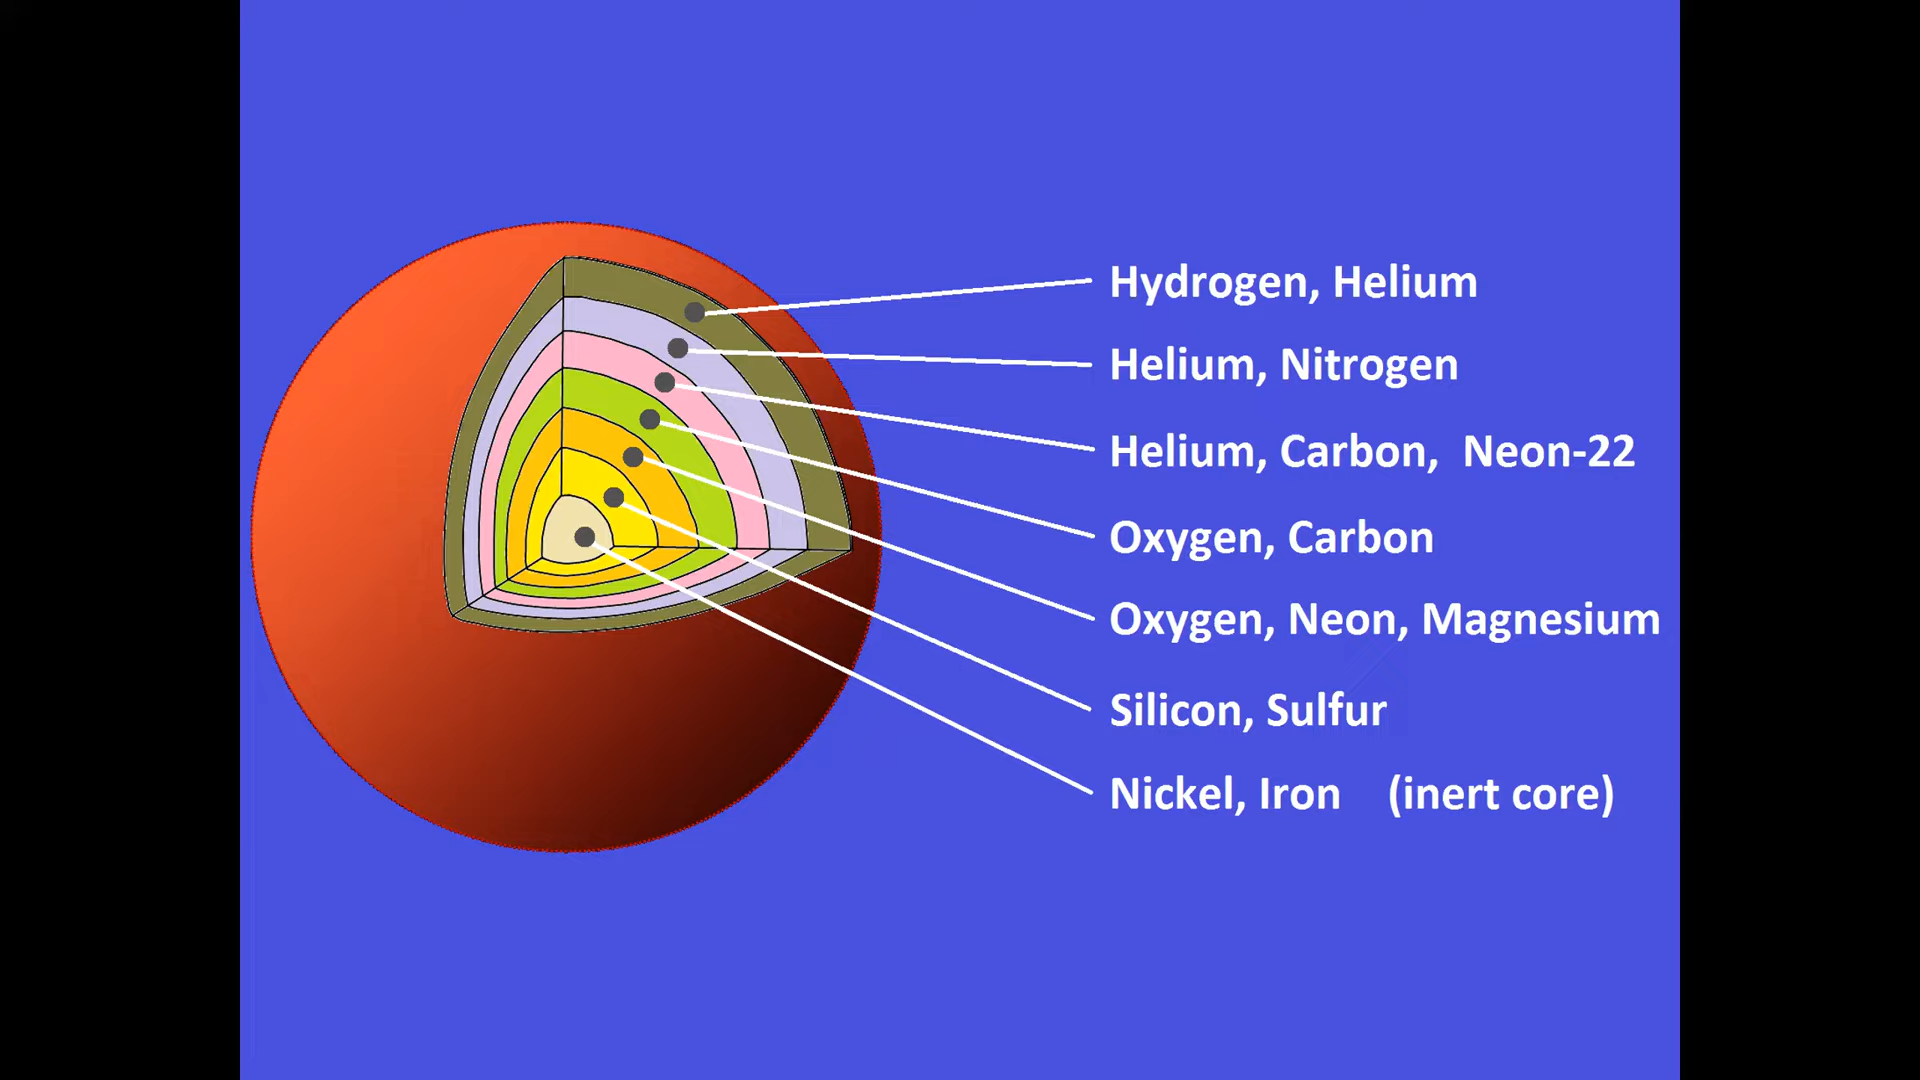 Hydrogen, Helium
Helium, Nitrogen
Helium, Carbon, Neon-22
Oxygen, Carbon
Oxygen, Neon, Magnesium
Silicon, Sulfur
Nickel, Iron (inert core)